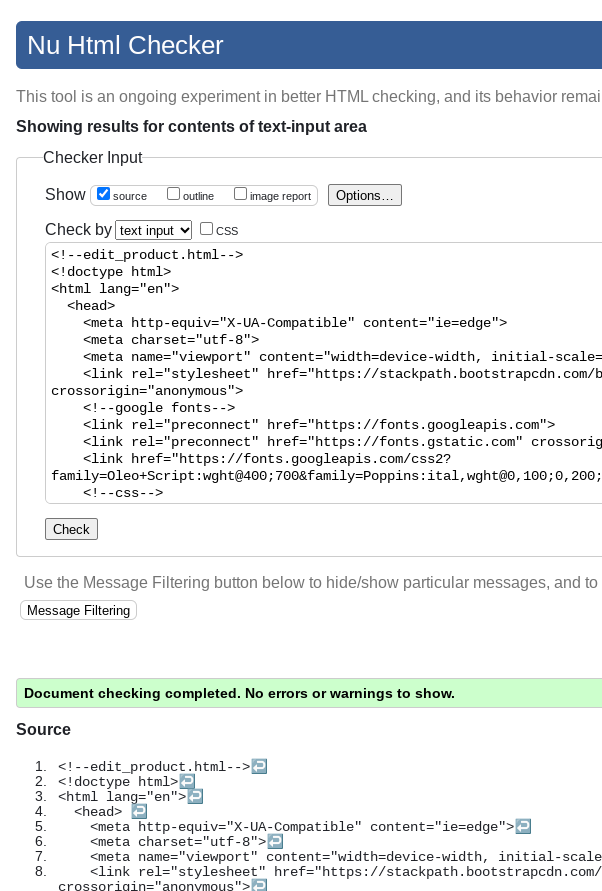 Nu Html Checker
This tool is an ongoing experiment in better HTML checking, and its behavior remai
Showing results for contents of text-input area
Checker Input
Show source outline image report Options…
Check by text input CSS
<!--edit_product.html-->
<!doctype html>
<html lang="en">
<head>
<meta http-equiv="X-UA-Compatible" content="ie=edge">
<meta charset="utf-8">
<meta name="viewport" content="width=device-width, initial-scale=
<link rel="stylesheet" href="https://stackpath.bootstrapcdn.com/b
crossorigin="anonymous">
<!--google fonts-->
<link rel="preconnect" href="https://fonts.googleapis.com">
<link rel="preconnect" href="https://fonts.gstatic.com" crossorig
<link href="https://fonts.googleapis.com/css2?
family=Oleo+Script:wght@400;700&family=Poppins:ital,wght@0,100;0,200;
<!--css-->
Check
Use the Message Filtering button below to hide/show particular messages, and to
Message Filtering
Document checking completed. No errors or warnings to show.
Source
1. <!--edit_product.html-->↩
2. <!doctype html>↩
3. <html lang="en">↩
4. <head> ↩
5. <meta http-equiv="X-UA-Compatible" content="ie=edge">↩
6. <meta charset="utf-8">↩
7. <meta name="viewport" content="width=device-width, initial-scale
8. <link rel="stylesheet" href="https://stackpath.bootstrapcdn.com/
crossorigin="anonymous">↩